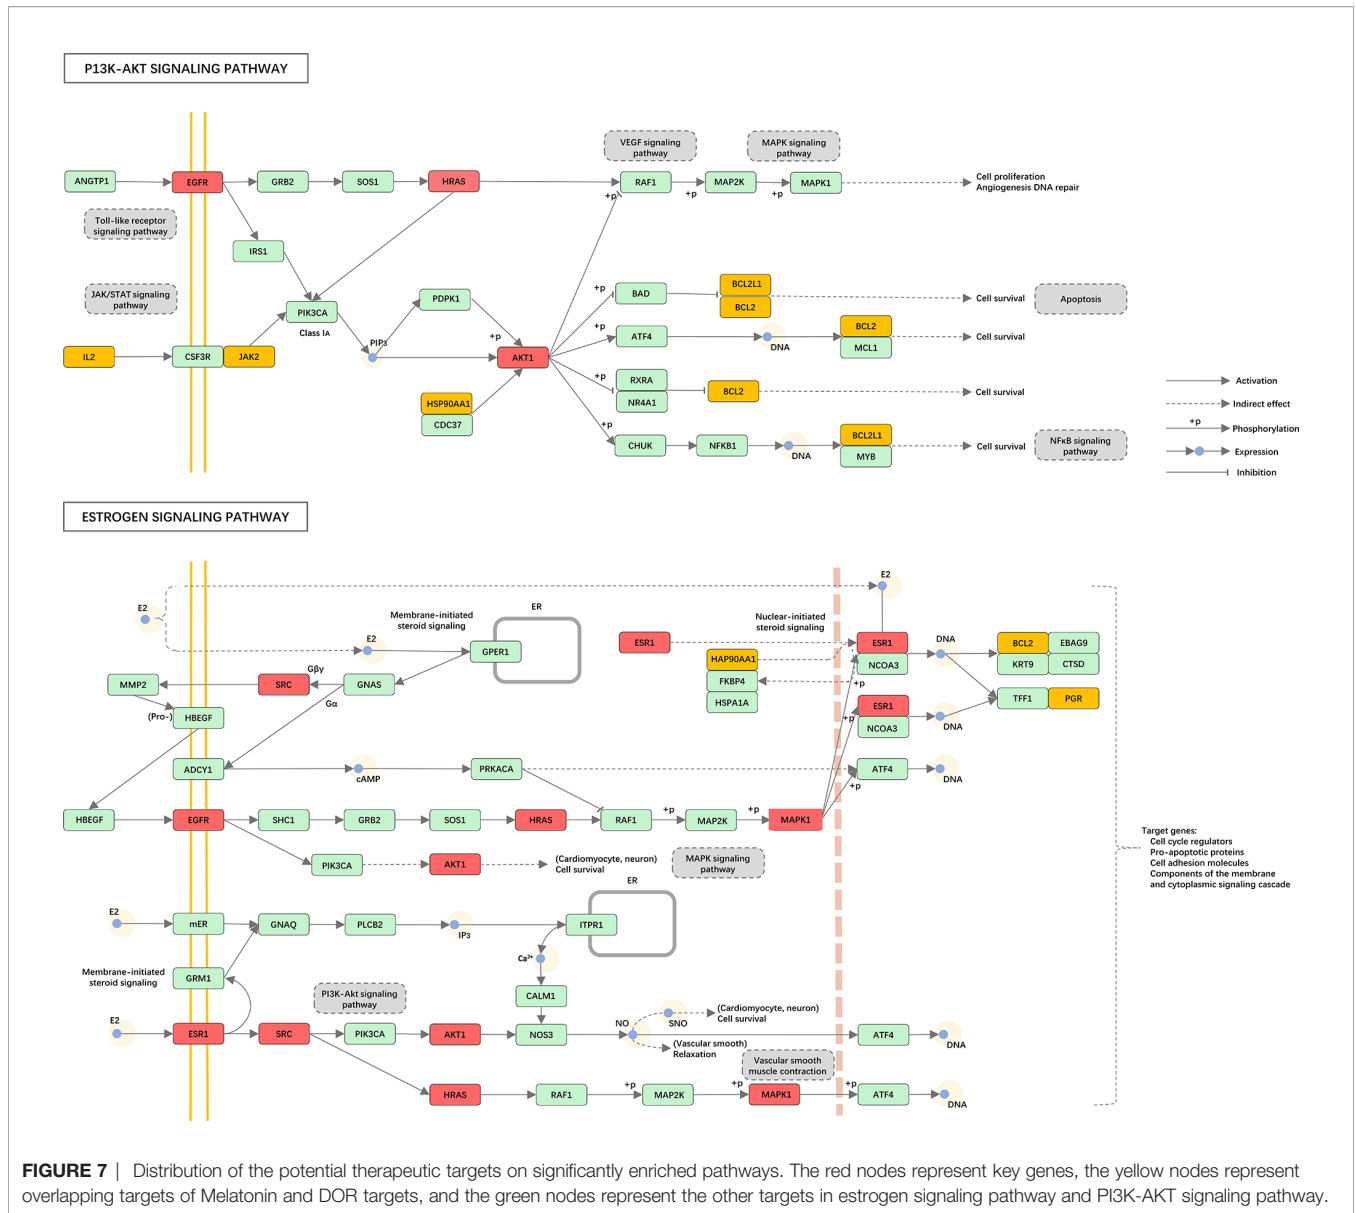 P13K-AKT SIGNALING PATHWAY
VEGF signaling
pathway
MAPK signaling
pathway
ANGTP1
EGFR
GRB2
SOS1
HRAS
RAF1
MAP2K
MAPK1
+p
+p
+p
Cell proliferation
Angiogenesis DNA repair
Toll-like receptor
signaling pathway
IRS1
JAK/STAT signaling
pathway
PIK3CA
Class IA
PDPK1
+p
BAD
BCL2L1
BCL2
Cell survival
Apoptosis
PIP3
+p
+p
ATF4
DNA
BCL2
MCL1
Cell survival
IL2
CSF3R
JAK2
AKT1
+p
RXRA
NR4A1
BCL2
Cell survival
HSP90AA1
CDC37
+p
CHUK
NFKB1
DNA
BCL2L1
MYB
Cell survival
NFκB signaling
pathway
Activation
Indirect effect
+p
Phosphorylation
Expression
Inhibition
ESTROGEN SIGNALING PATHWAY
E2
E2
Membrane-initiated
steroid signaling
ER
E2
GPER1
Nuclear-initiated
steroid signaling
ESR1
HAP90AA1
FKBP4
HSPA1A
ESR1
NCOA3
+p
DNA
BCL2
EBAG9
KRT9
CTSD
MMP2
SRC
Gβγ
GNAS
Gα
(Pro-)
HBEGF
+p
ESR1
NCOA3
DNA
TFF1
PGR
ADCY1
cAMP
PRKACA
ATF4
DNA
+p
HBEGF
EGFR
SHC1
GRB2
SOS1
HRAS
RAF1
+p
MAP2K
+p
MAPK1
PIK3CA
AKT1
(Cardiomyocyte, neuron)
Cell survival
MAPK signaling
pathway
Target genes:
Cell cycle regulators
Pro-apoptotic proteins
Cell adhesion molecules
Components of the membrane
and cytoplasmic signaling cascade
ER
E2
mER
GNAQ
PLCB2
IP3
ITPR1
Ca2+
Membrane-initiated
steroid signaling
GRM1
PI3K-Akt signaling
pathway
CALM1
E2
ESR1
SRC
PIK3CA
AKT1
NOS3
NO
SNO
(Cardiomyocyte, neuron)
Cell survival
(Vascular smooth)
Relaxation
ATF4
DNA
Vascular smooth
muscle contraction
HRAS
RAF1
+p
MAP2K
+p
MAPK1
+p
ATF4
DNA
FIGURE 7 | Distribution of the potential therapeutic targets on significantly enriched pathways. The red nodes represent key genes, the yellow nodes represent
overlapping targets of Melatonin and DOR targets, and the green nodes represent the other targets in estrogen signaling pathway and PI3K-AKT signaling pathway.